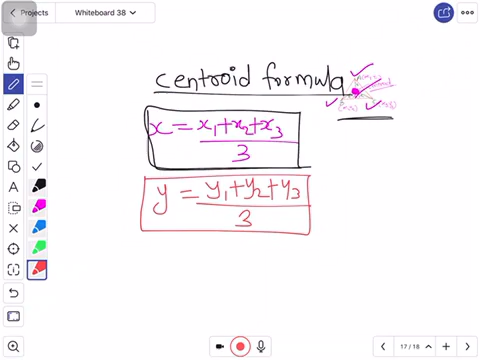 Projects
Whiteboard 38
centroid formula
x = x₁+x₂+x₃
3
y = y₁+y₂+y₃
3
A
17 / 18